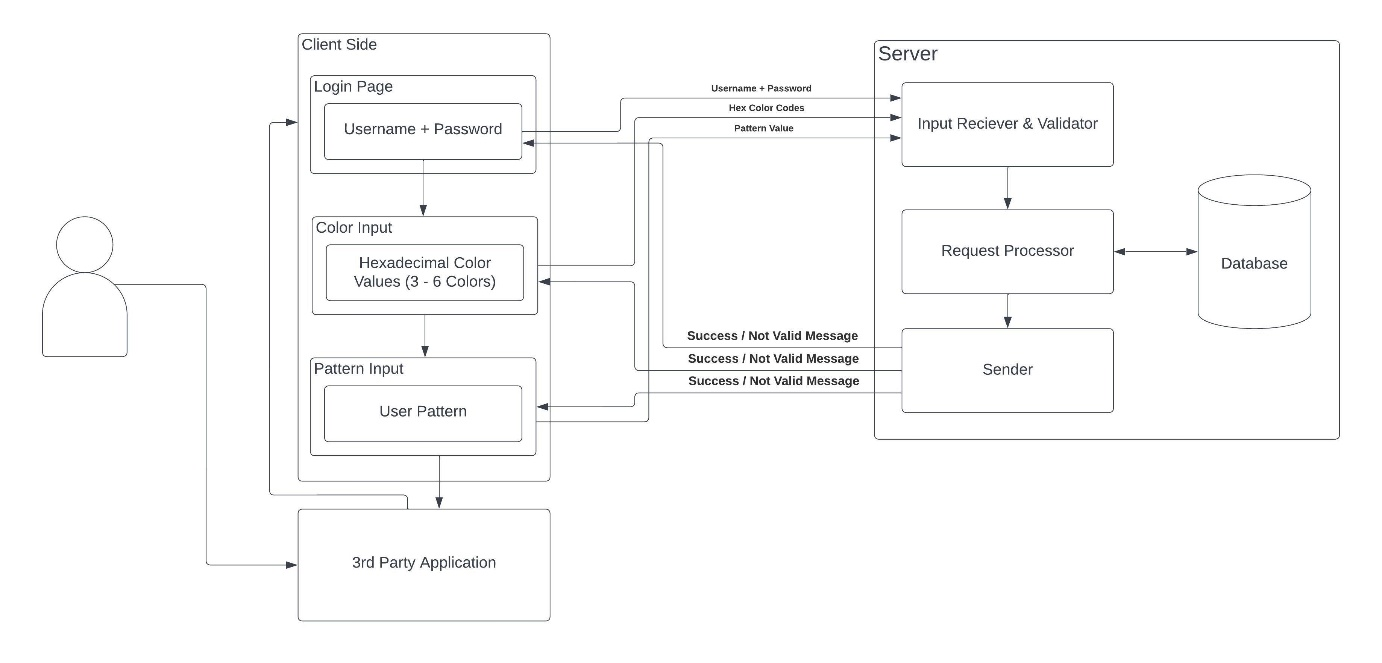 Client Side
Login Page
Username + Password
Color Input
Hexadecimal Color
Values (3 - 6 Colors)
Pattern Input
User Pattern
3rd Party Application
Username + Password
Hex Color Codes
Pattern Value
Success / Not Valid Message
Success / Not Valid Message
Success / Not Valid Message
Server
Input Reciever & Validator
Request Processor
Sender
Database